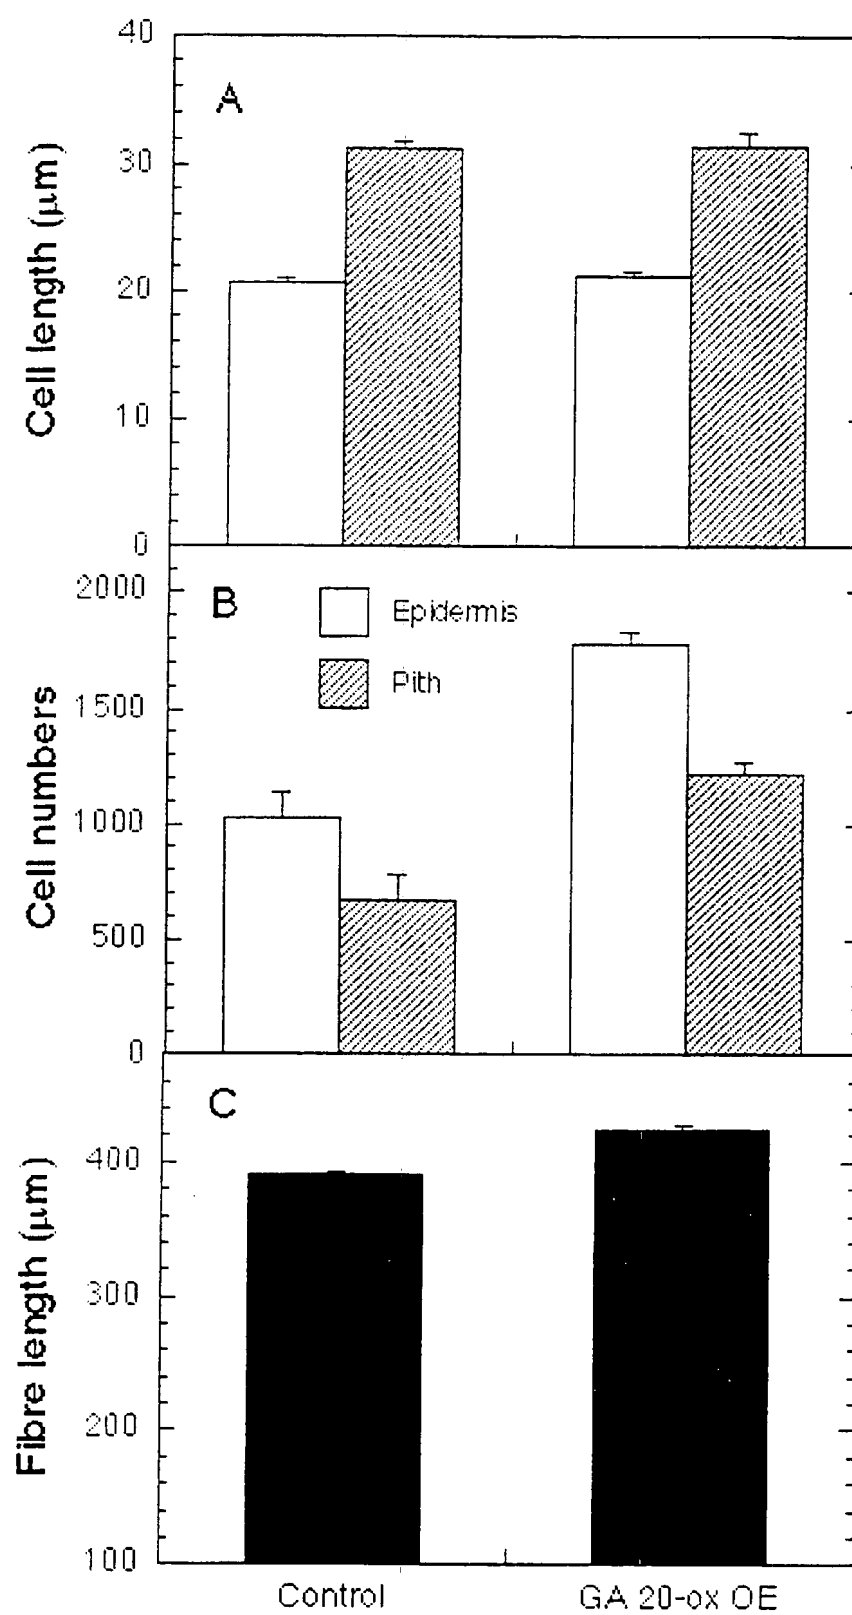 A
Cell length (µm)
40
30
20
10
0
B
Epidermis
Pith
Cell numbers
2000
1500
1000
500
0
C
Fibre length (µm)
400
300
200
100
Control
GA 20-ox OE